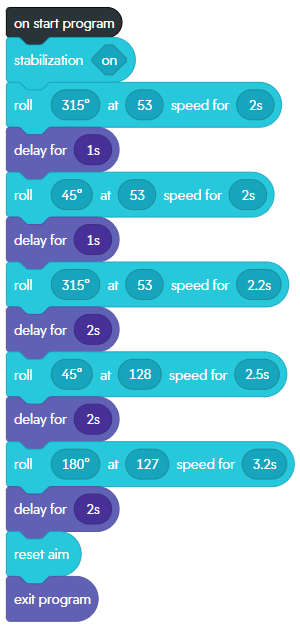 on start program
stabilization on
roll 315° at 53 speed for 2s
delay for 1s
roll 45° at 53 speed for 2s
delay for 1s
roll 315° at 53 speed for 2.2s
delay for 2s
roll 45° at 128 speed for 2.5s
delay for 2s
roll 180° at 127 speed for 3.2s
delay for 2s
reset aim
exit program